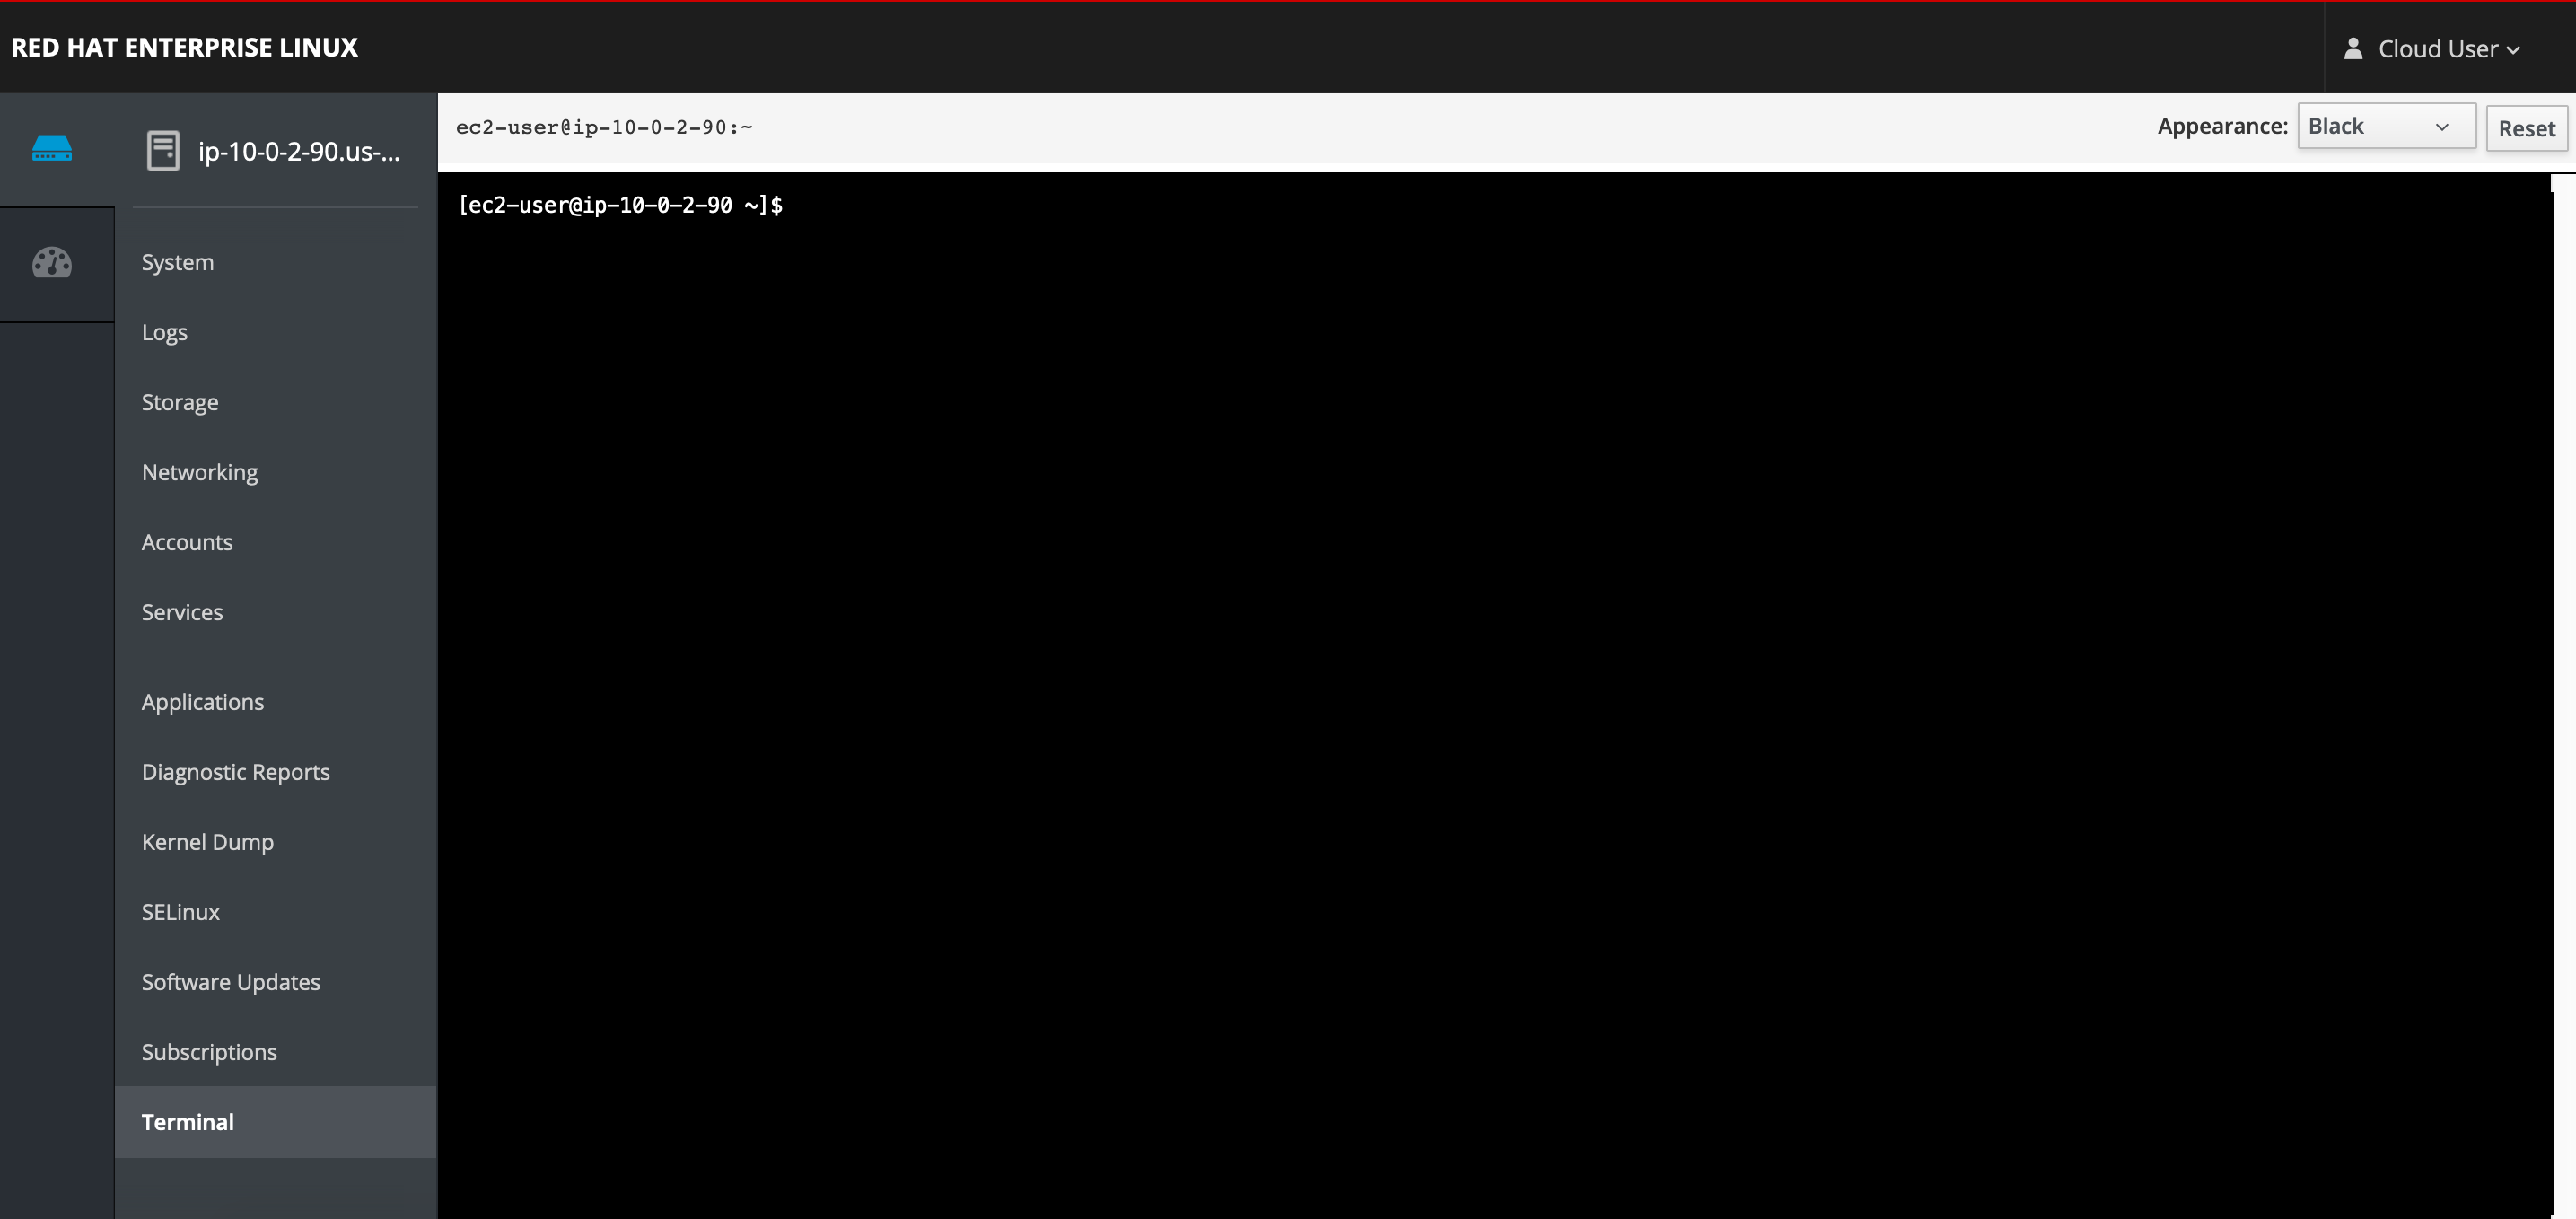 RED HAT ENTERPRISE LINUX
Cloud User
ip-10-0-2-90.us-...
System
Logs
Storage
Networking
Accounts
Services
Applications
Diagnostic Reports
Kernel Dump
SELinux
Software Updates
Subscriptions
Terminal
ec2-user@ip-10-0-2-90:~
Appearance: Black Reset
[ec2-user@ip-10-0-2-90 ~]$